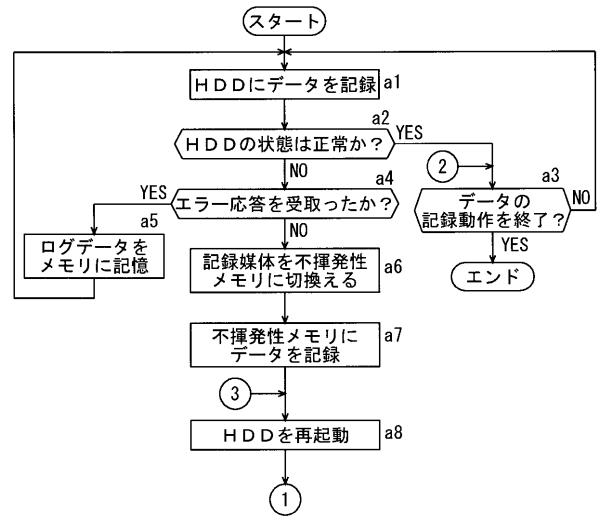 スタート
HDDにデータを記録
a1
HDDの状態は正常か?
a2
YES
NO
2
データの
記録動作を終了?
a3
NO
YES
エンド
エラー応答を受取ったか?
a4
YES
NO
ログデータを
メモリに記憶
a5
記録媒体を不揮発性
メモリに切換える
a6
不揮発性メモリに
データを記録
a7
3
HDDを再起動
a8
1